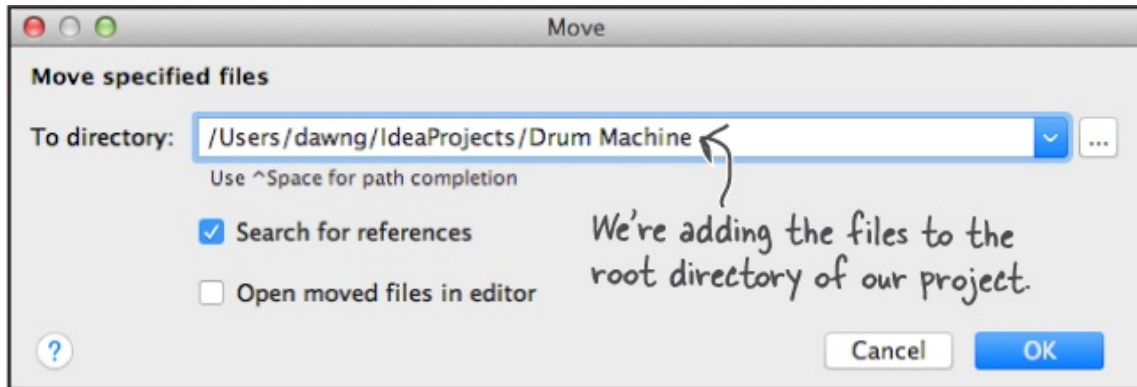 Move
Move specified files
To directory: /Users/dawng/IdeaProjects/Drum Machine ...
Use ^Space for path completion
Search for references
Open moved files in editor
We're adding the files to the
root directory of our project.
? Cancel OK